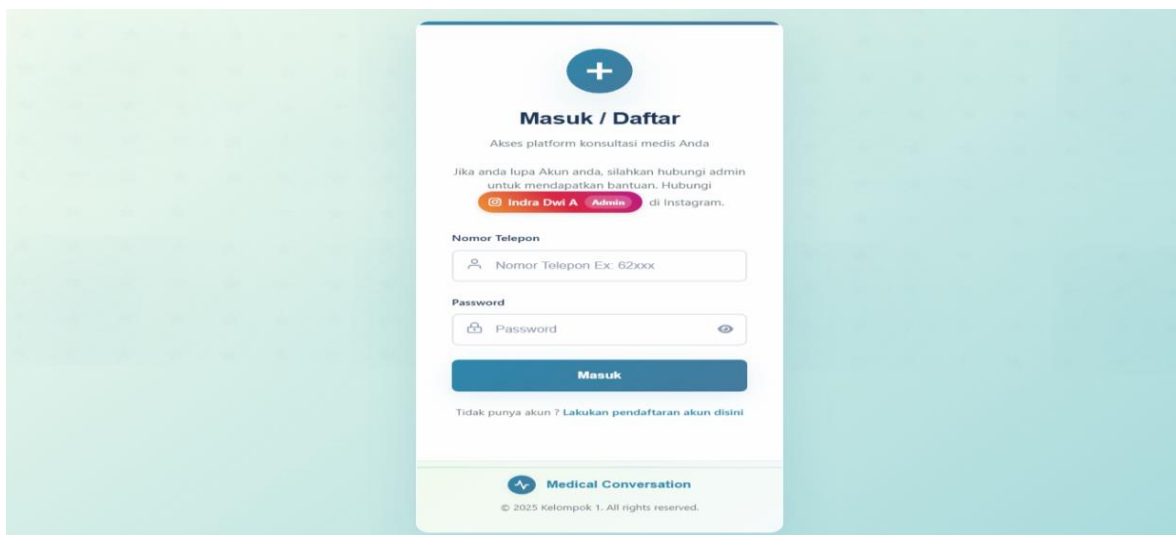 Masuk / Daftar
Akses platform konsultasi medis Anda
Jika anda lupa Akun anda, silahkan hubungi admin
untuk mendapatkan bantuan. Hubungi
Indra Dwi A Admin di Instagram.
Nomor Telepon
Nomor Telepon Ex: 62xxx
Password
Password
Masuk
Tidak punya akun ? Lakukan pendaftaran akun disini
Medical Conversation
© 2025 Kelompok 1. All rights reserved.